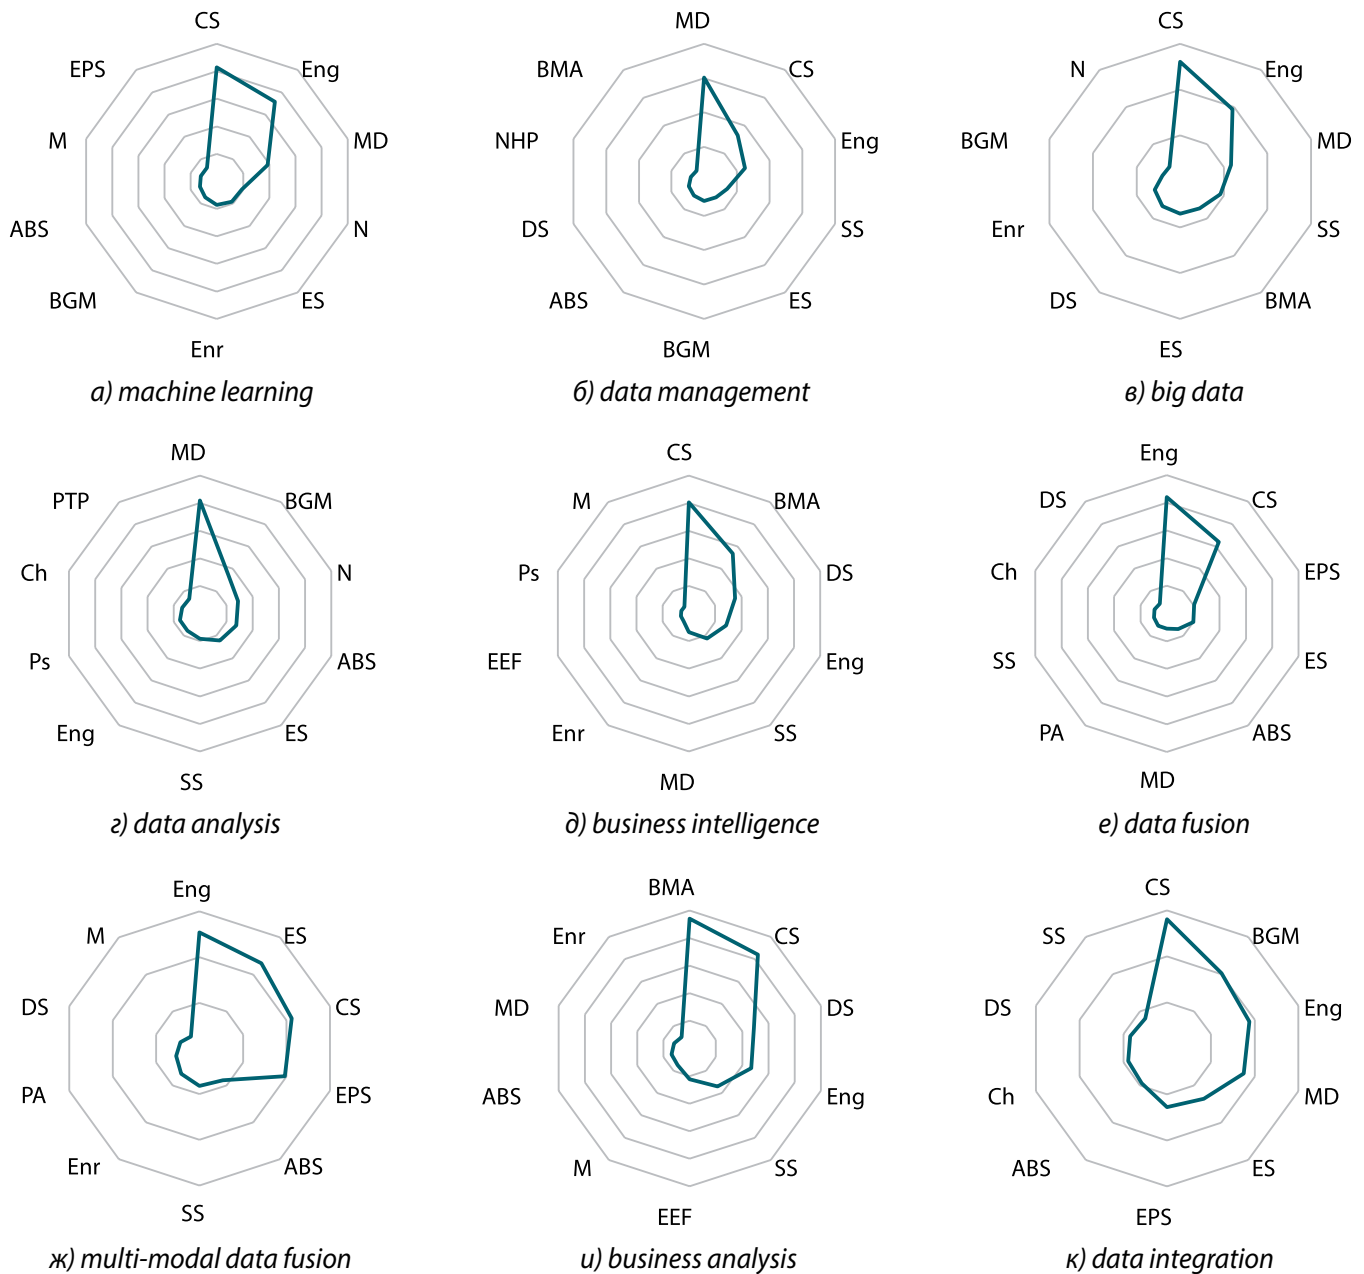 CS MD CS
EPS Eng BMA CS N Eng
M MD NHP Eng BGM MD
ABS N DS SS Enr SS
BGM ES ABS ES DS BMA
Enr BGM ES
а) machine learning б) data management в) big data
MD CS Eng
PTP BGM M BMA DS CS
Ch N Ps DS Ch EPS
Ps ABS EEF Eng SS ES
Eng ES Enr SS PA ABS
SS MD MD
г) data analysis д) business intelligence е) data fusion
Eng BMA CS
M ES Enr CS SS BGM
DS CS MD DS DS Eng
PA EPS ABS Eng Ch MD
Enr ABS M SS ABS ES
SS EEF EPS
ж) multi-modal data fusion и) business analysis к) data integration